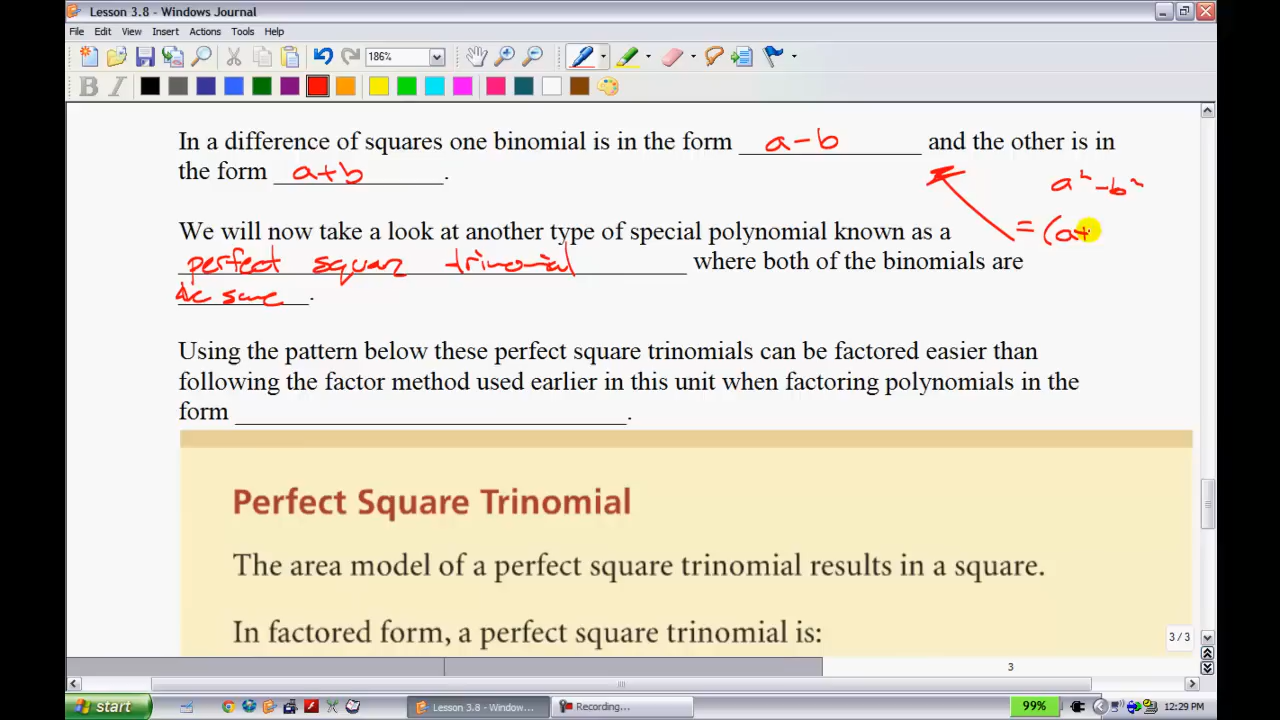 Lesson 3.8 - Windows Journal
File Edit View Insert Actions Tools Help
186%
B I
In a difference of squares one binomial is in the form a-b and the other is in
the form a+b.
a² - b²
We will now take a look at another type of special polynomial known as a
= (a+
perfect square trinomial where both of the binomials are
the same.
Using the pattern below these perfect square trinomials can be factored easier than
following the factor method used earlier in this unit when factoring polynomials in the
form ____________________.
Perfect Square Trinomial
The area model of a perfect square trinomial results in a square.
In factored form, a perfect square trinomial is:
3 / 3
3
start Lesson 3.8 - Window... Recording... 99% 12:29 PM